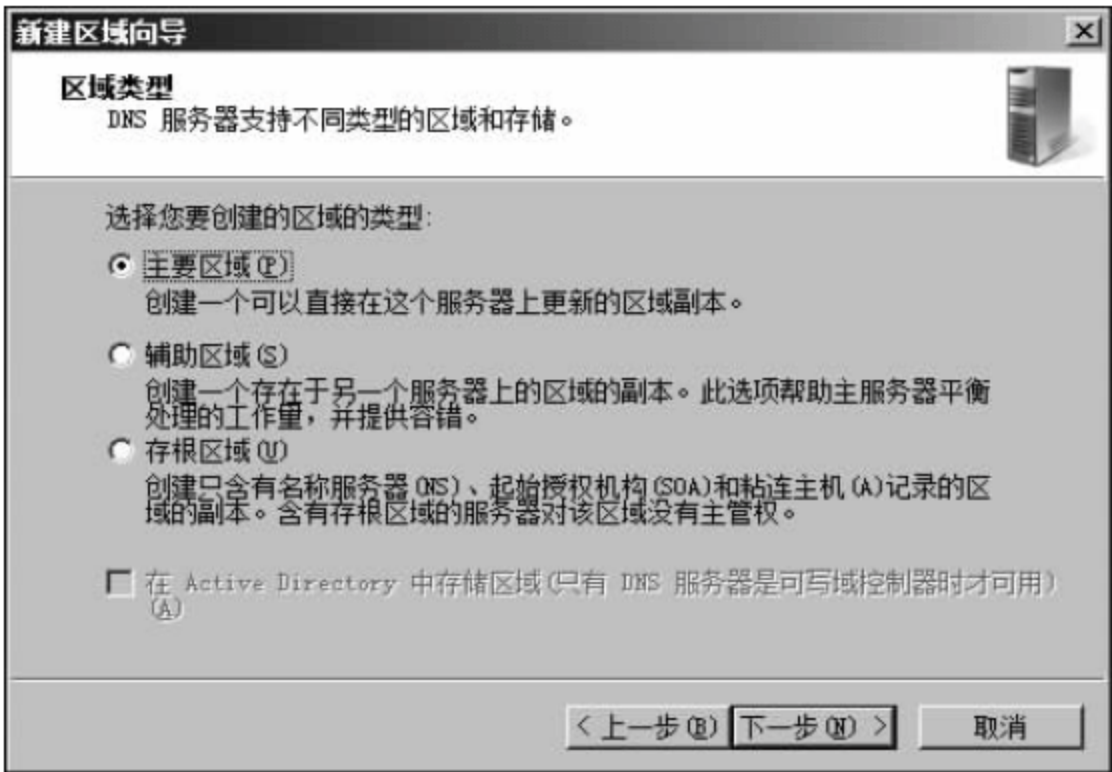 新建区域向导
区域类型
DNS 服务器支持不同类型的区域和存储。
选择您要创建的区域的类型:
主要区域(P)
创建一个可以直接在这个服务器上更新的区域副本。
辅助区域(S)
创建一个存在于另一个服务器上的区域的副本。此选项帮助主服务器平衡
处理的工作量，并提供容错。
存根区域(U)
创建只含有名称服务器(NS)、起始授权机构(SOA)和粘连主机(A)记录的区
域的副本。含有存根区域的服务器对该区域没有主管权。
在 Active Directory 中存储区域(只有 DNS 服务器是可写域控制器时才可用)
(A)
< 上一步(B) 下一步(N) > 取消